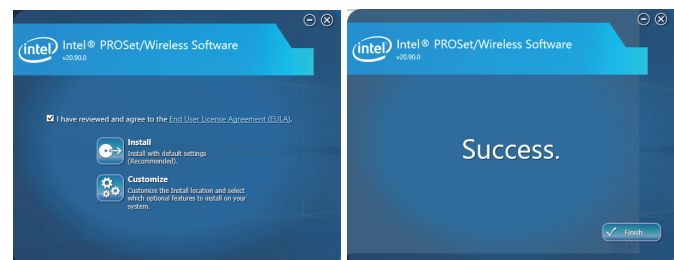 intel
Intel® PROSet/Wireless Software
v20.90.0
I have reviewed and agree to the End User License Agreement (EULA).
Install
Install with default settings
(Recommended).
Customize
Customize the Install location and select
which optional features to install on your
system.
intel
Intel® PROSet/Wireless Software
v20.90.0
Success.
Finish